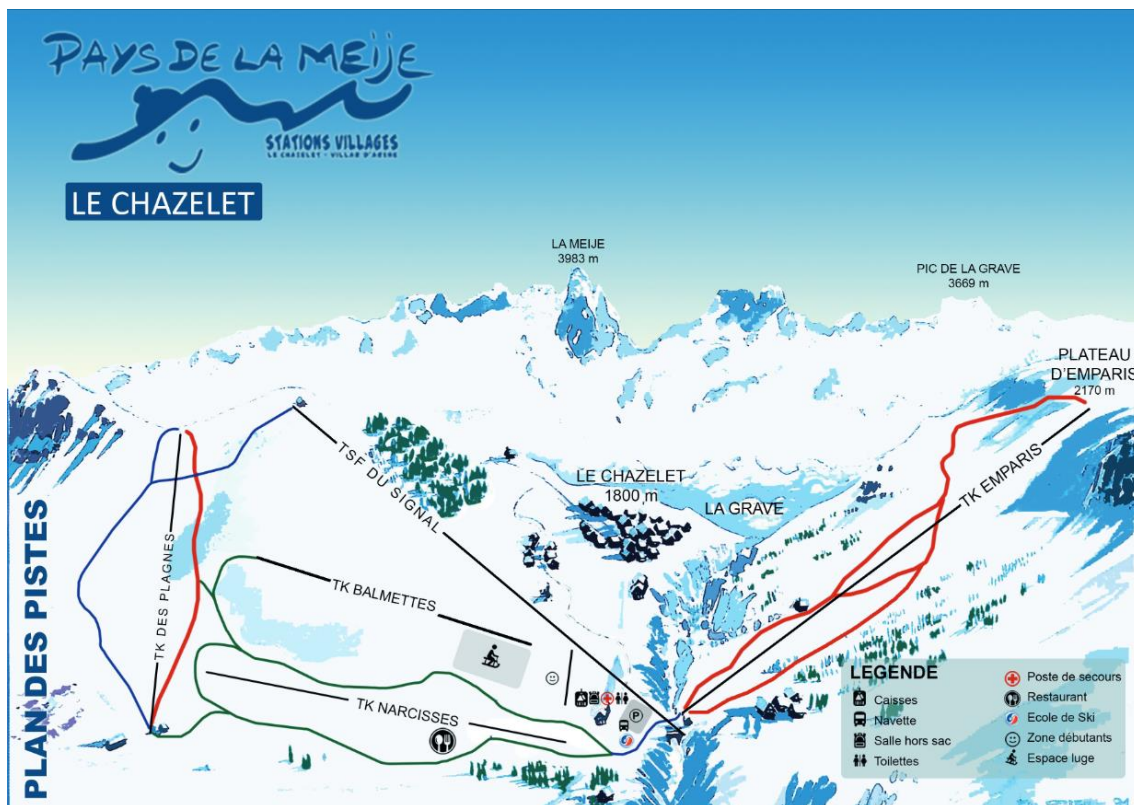 PAYS DE LA MEIJE
STATIONS VILLAGES
LE CHAZELET - VILLAR D'ARENE
LE CHAZELET
LA MEIJE
3983 m
PIC DE LA GRAVE
3669 m
PLATEAU
D'EMPARIS
2170 m
TSF DU SIGNAL
LE CHAZELET
1800 m
LA GRAVE
TK EMPARIS
TK DES PLAGNES
TK BALMETTES
TK NARCISSES
P
PLAN DES PISTES
LEGENDE
Caisses
Navette
Salle hors sac
Toilettes
Poste de secours
Restaurant
Ecole de Ski
Zone débutants
Espace luge